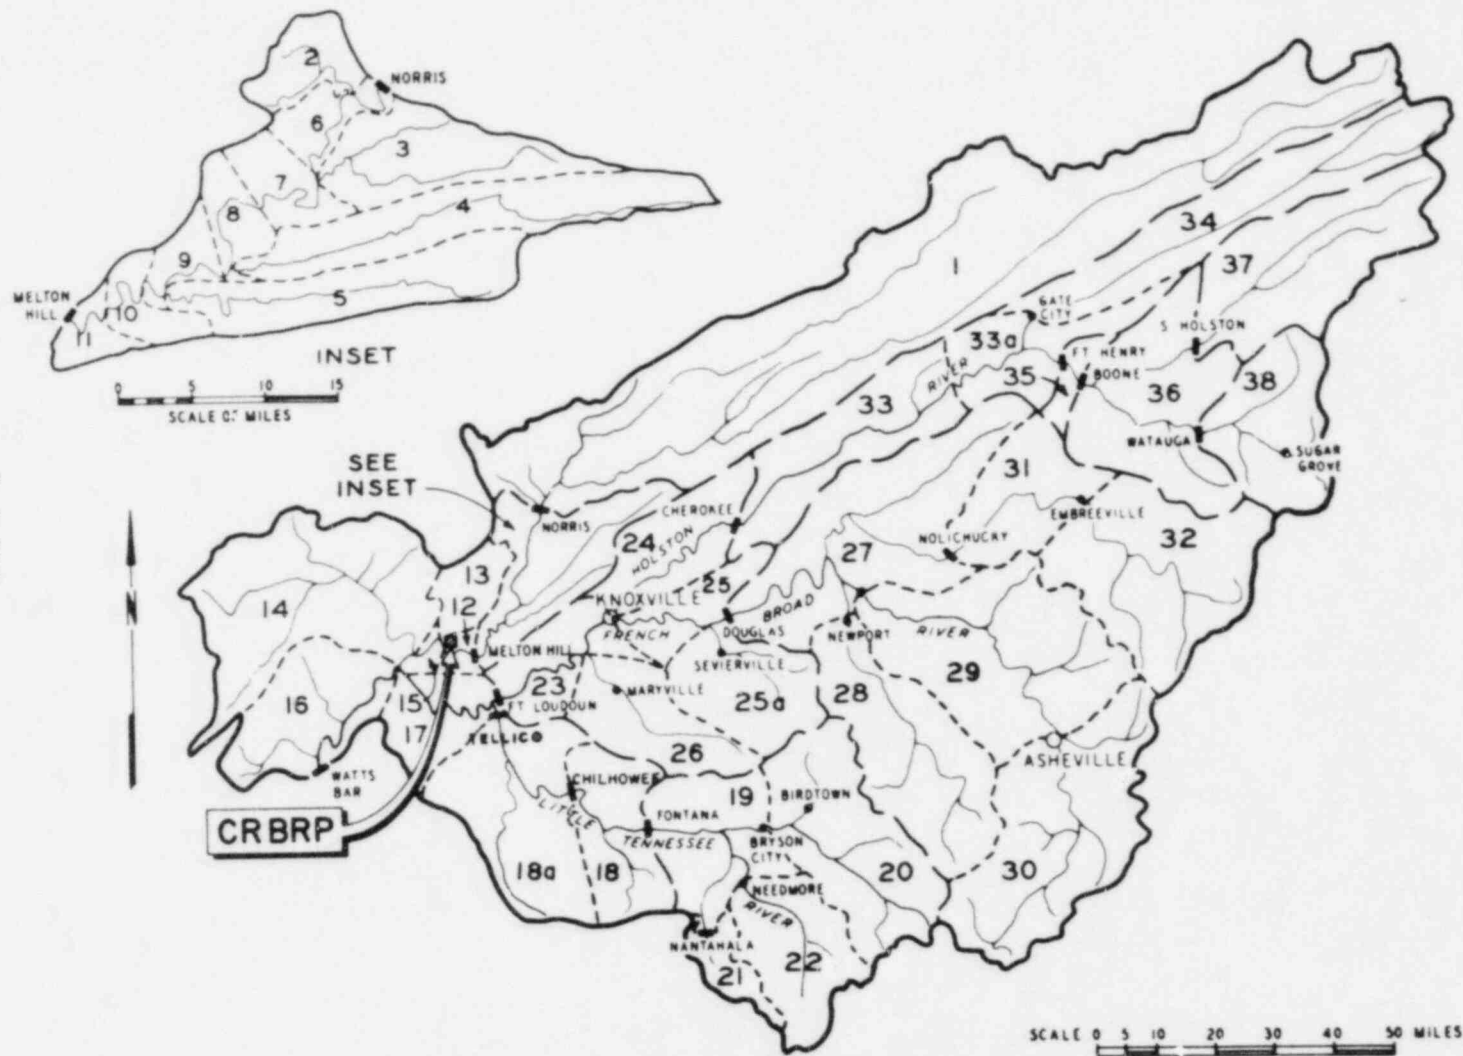 2
NORRIS
6
3
7
8
4
9
5
MELTON
HILL
10
11
INSET
0 5 10 15
SCALE OF MILES
34
1
37
GATE
CITY
S HOLSTON
33a
FT HENRY
RIVER
35
BOONE
38
36
33
WATAUGA
SUGAR
GROVE
SEE
INSET
31
CHEROKEE
NORRIS
EMBREEVILLE
24
HOLSTON
NOLICHUCKY
32
27
13
25
14
KNOXVILLE
BROAD
12
FRENCH
DOUGLAS
NEWPORT
RIVER
MELTON HILL
SEVIERVILLE
N
29
23
MARYVILLE
28
15
25a
16
FT LOUDOUN
17
TELLICO
ASHEVILLE
26
WATTS
BAR
CHILHOWEE
BIRDTOWN
19
LITTLE
FONTANA
CRBRP
TENNESSEE
BRYSON
CITY
18a
18
20
30
NEEDMORE
RIVER
NANTAHALA
22
21
SCALE 0 5 10 20 30 40 50 MILES